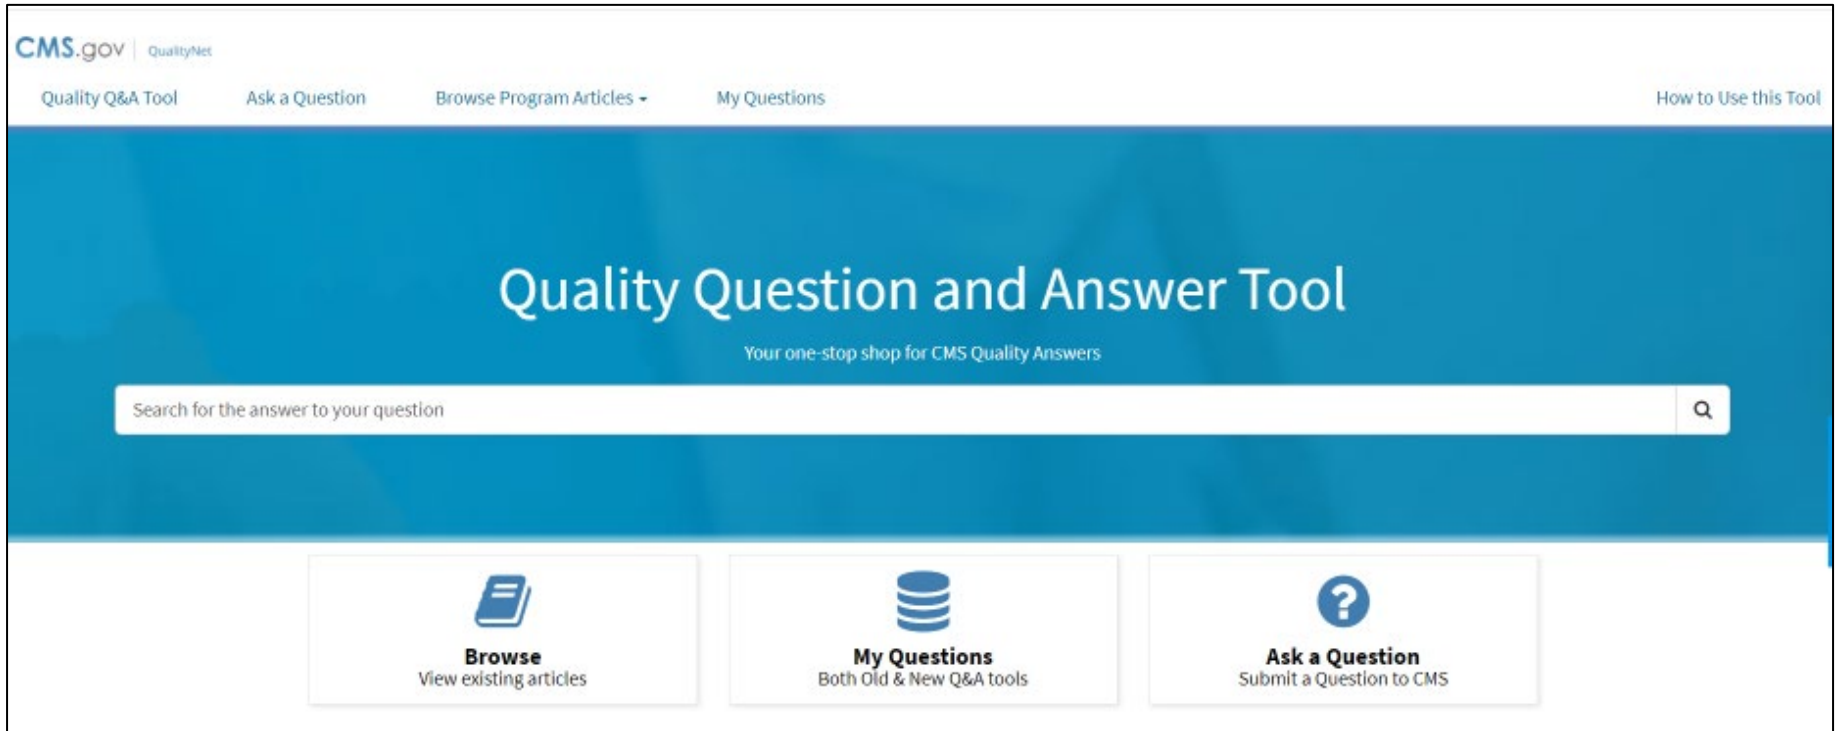 CMS.gov | QualityNet
Quality Q&A Tool Ask a Question Browse Program Articles My Questions How to Use this Tool
Quality Question and Answer Tool
Your one-stop shop for CMS Quality Answers
Search for the answer to your question
Browse
View existing articles
My Questions
Both Old & New Q&A tools
Ask a Question
Submit a Question to CMS